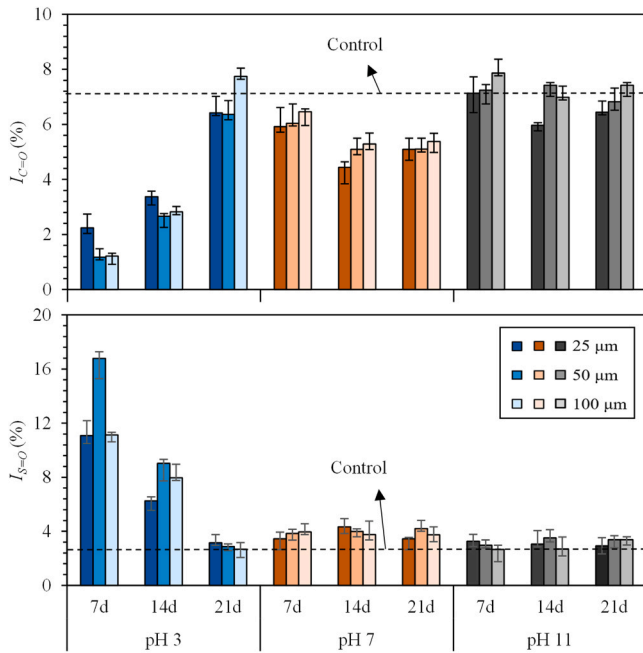 10
8
6
4
2
0
I_C=O (%)
Control
20
16
12
8
4
0
I_S=O (%)
Control
25 μm
50 μm
100 μm
7d 14d 21d 7d 14d 21d 7d 14d 21d
pH 3 pH 7 pH 11